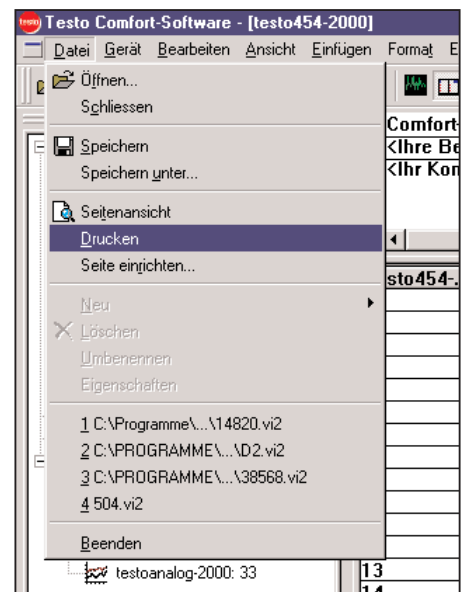 testo Testo Comfort-Software - [testo454-2000]
Datei Gerät Bearbeiten Ansicht Einfügen Format E
Öffnen...
Schliessen
Comfort-
Speichern
<Ihre Be
Speichern unter...
<Ihr Kon
Seitenansicht
Drucken
Seite einrichten...
sto454-.
Neu
Löschen
Umbenennen
Eigenschaften
1 C:\Programme\...\14820.vi2
2 C:\PROGRAMME\...\D2.vi2
3 C:\PROGRAMME\...\38568.vi2
4 504.vi2
Beenden
testoanalog-2000: 33
13
14